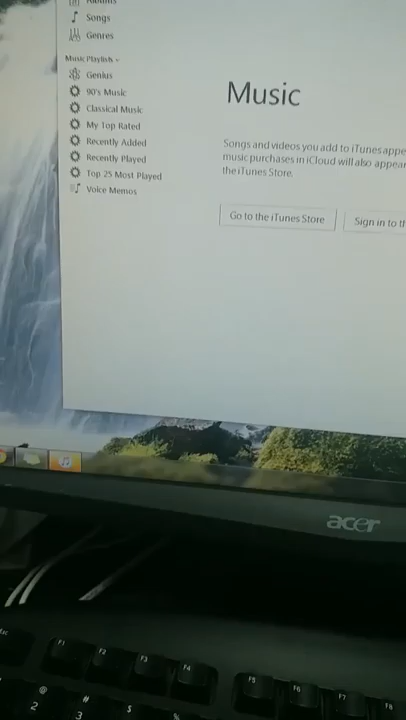 Albums
Songs
Genres
Music Playlists
Genius
90's Music
Classical Music
My Top Rated
Recently Added
Recently Played
Top 25 Most Played
Voice Memos
Music
Songs and videos you add to iTunes appe
music purchases in iCloud will also appear
the iTunes Store.
Go to the iTunes Store
Sign in to th
acer
F1 F2 F3 F4 F5 F6 F7 F8
@ # $ %
2 3